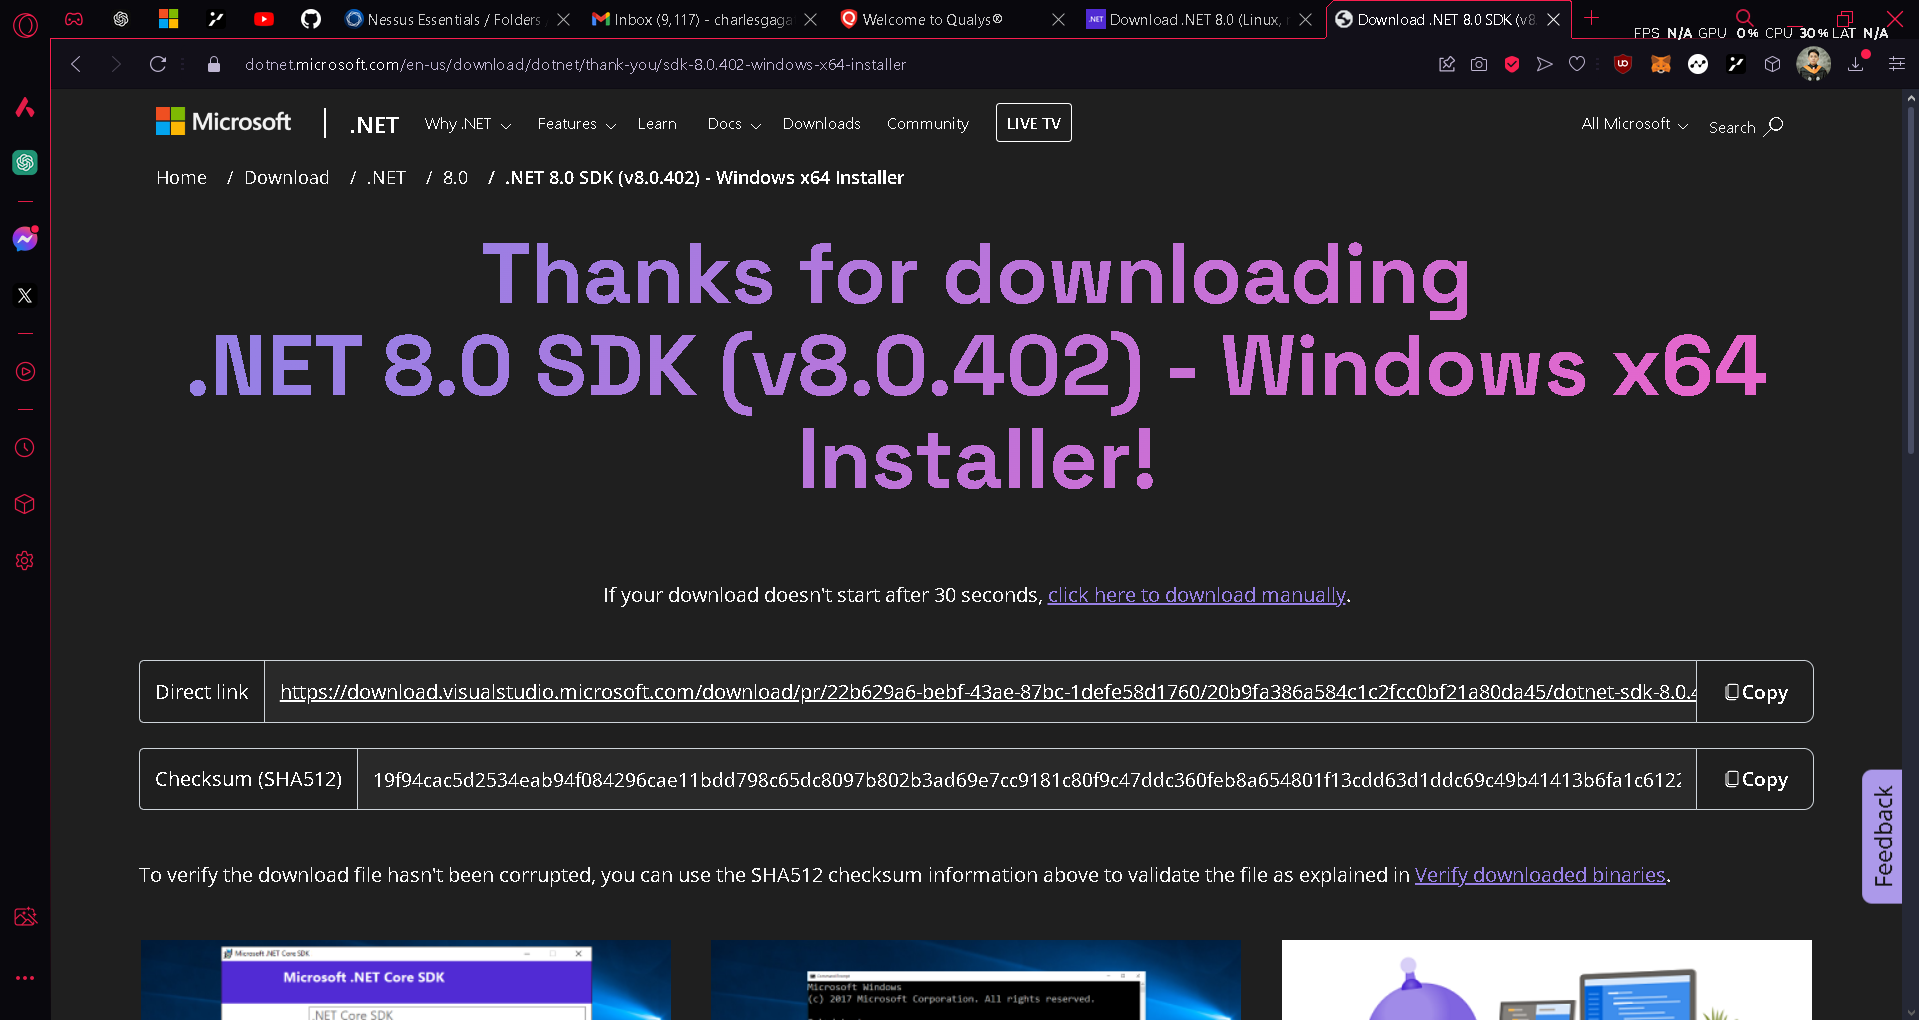 Nessus Essentials / Folders
Inbox (9,117) - charlesgaga
Welcome to Qualys®
Download .NET 8.0 (Linux,
Download .NET 8.0 SDK (v8.
FPS N/A GPU 0% CPU 30% LAT N/A
dotnet.microsoft.com/en-us/download/dotnet/thank-you/sdk-8.0.402-windows-x64-installer
Microsoft
.NET
Why .NET
Features
Learn
Docs
Downloads
Community
LIVE TV
All Microsoft
Search
Home / Download / .NET / 8.0 / .NET 8.0 SDK (v8.0.402) - Windows x64 Installer
Thanks for downloading
.NET 8.0 SDK (v8.0.402) - Windows x64
Installer!
If your download doesn't start after 30 seconds, click here to download manually.
Direct link
https://download.visualstudio.microsoft.com/download/pr/22b629a6-bebf-43ae-87bc-1defe58d1760/20b9fa386a584c1c2fcc0bf21a80da45/dotnet-sdk-8.0.4
Copy
Checksum (SHA512)
19f94cac5d2534eab94f084296cae11bdd798c65dc8097b802b3ad69e7cc9181c80f9c47ddc360feb8a654801f13cdd63d1ddc69c49b41413b6fa1c6122
Copy
Feedback
To verify the download file hasn't been corrupted, you can use the SHA512 checksum information above to validate the file as explained in Verify downloaded binaries.
Microsoft .NET Core SDK
Microsoft .NET Core SDK
.NET Core SDK
Command Prompt
Microsoft Windows
(c) 2017 Microsoft Corporation. All rights reserved.